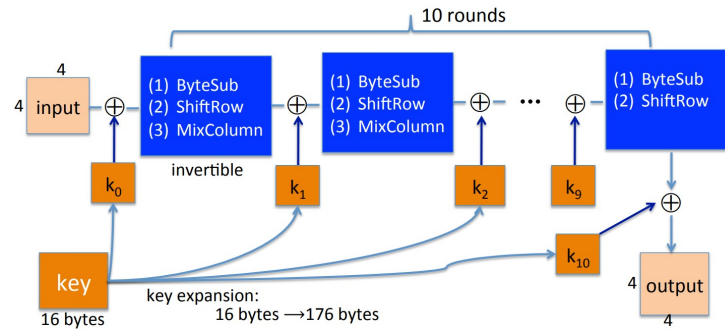 10 rounds
4
4
input
(1) ByteSub
(2) ShiftRow
(3) MixColumn
invertible
(1) ByteSub
(2) ShiftRow
(3) MixColumn
...
(1) ByteSub
(2) ShiftRow
k0
k1
k2
k9
k10
key
16 bytes
key expansion:
16 bytes →176 bytes
4
output
4